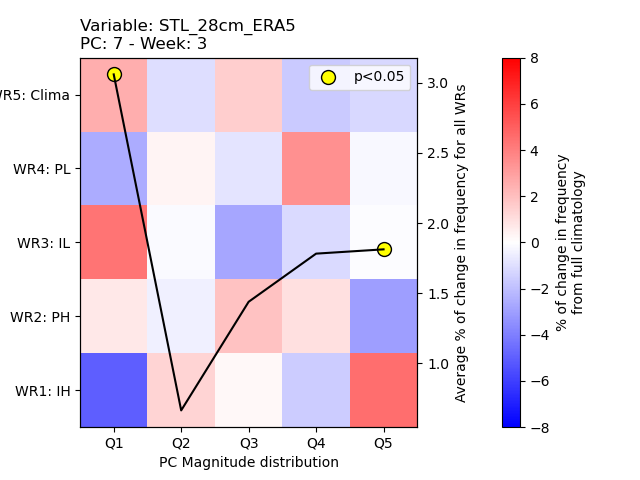 Variable: STL_28cm_ERA5
PC: 7 - Week: 3
p<0.05
WR5: Clima
WR4: PL
WR3: IL
WR2: PH
WR1: IH
Q1 Q2 Q3 Q4 Q5
PC Magnitude distribution
3.0
2.5
2.0
1.5
1.0
Average % of change in frequency for all WRs
8
6
4
2
0
−2
−4
−6
−8
% of change in frequency
from full climatology